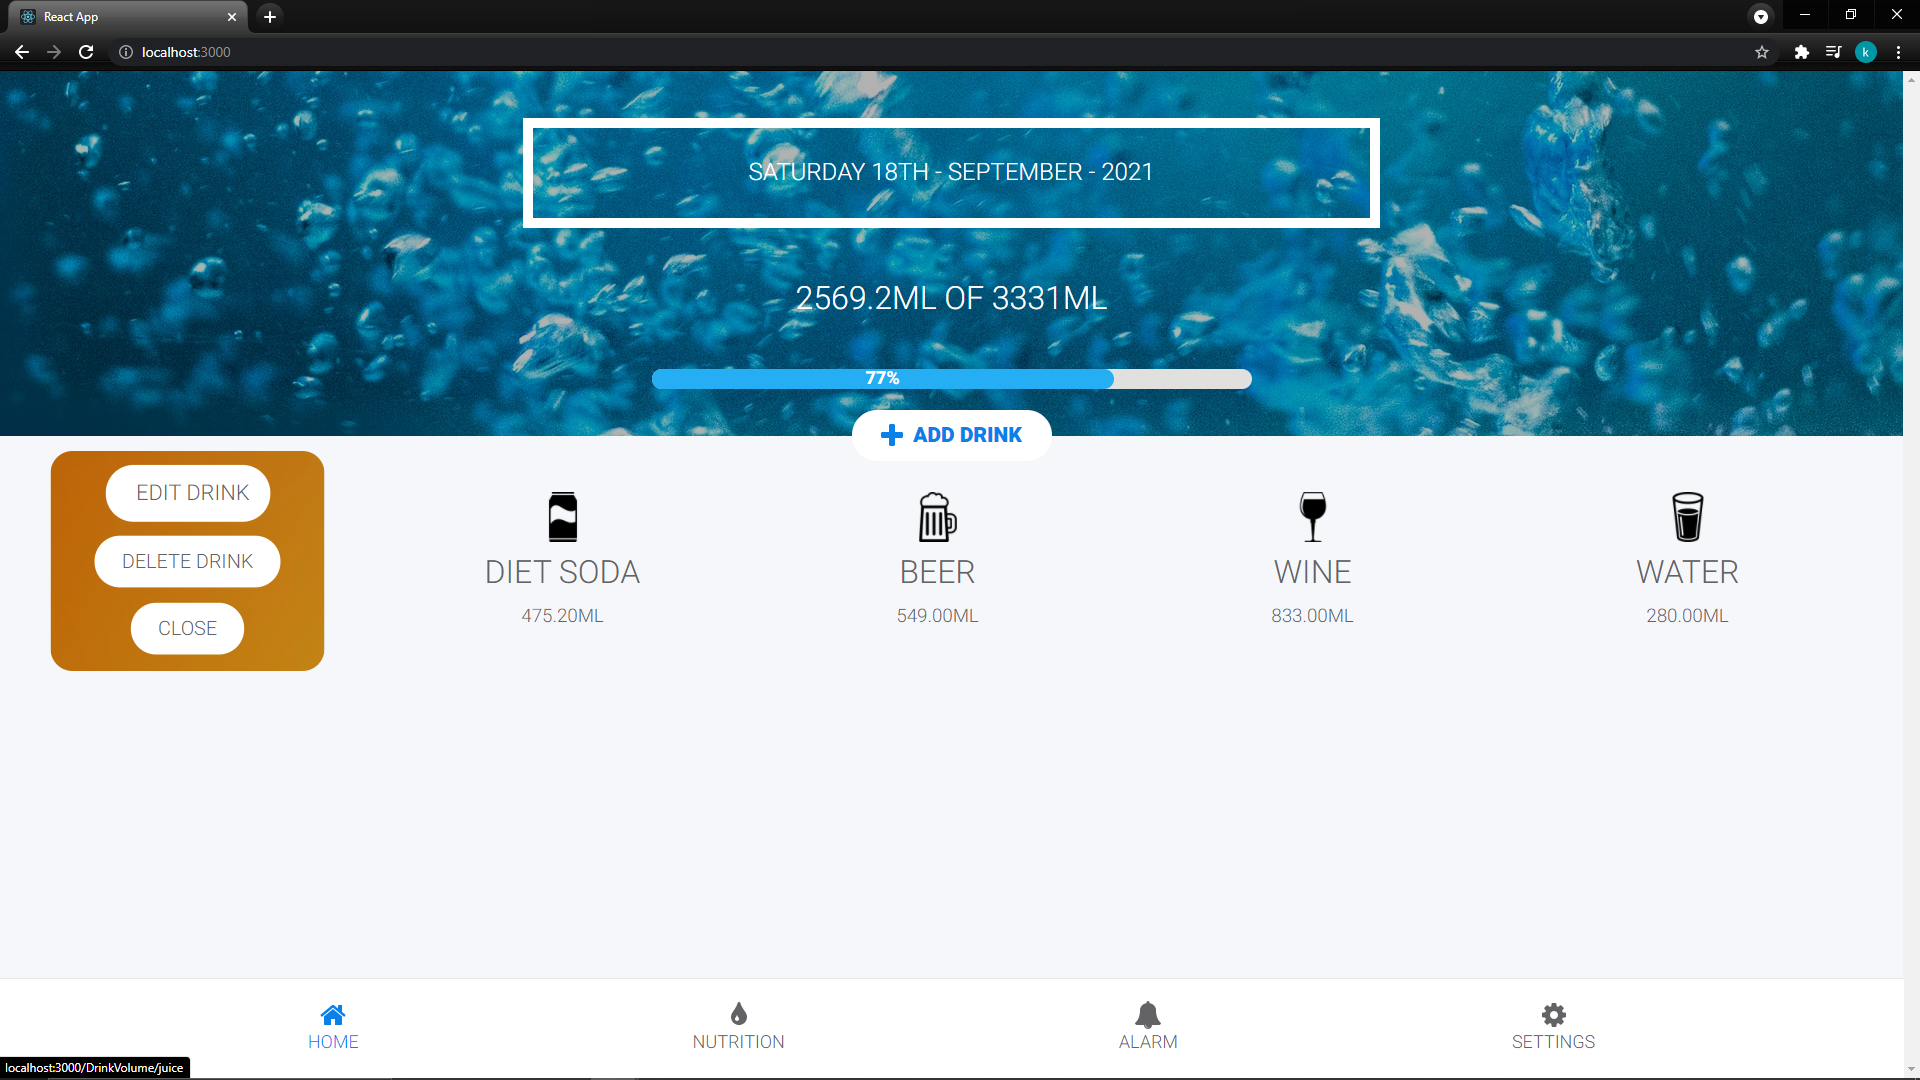 React App
localhost:3000
k
SATURDAY 18TH - SEPTEMBER - 2021
2569.2ML OF 3331ML
77%
ADD DRINK
EDIT DRINK
DELETE DRINK
CLOSE
DIET SODA
475.20ML
BEER
549.00ML
WINE
833.00ML
WATER
280.00ML
HOME
NUTRITION
ALARM
SETTINGS
localhost:3000/DrinkVolume/juice